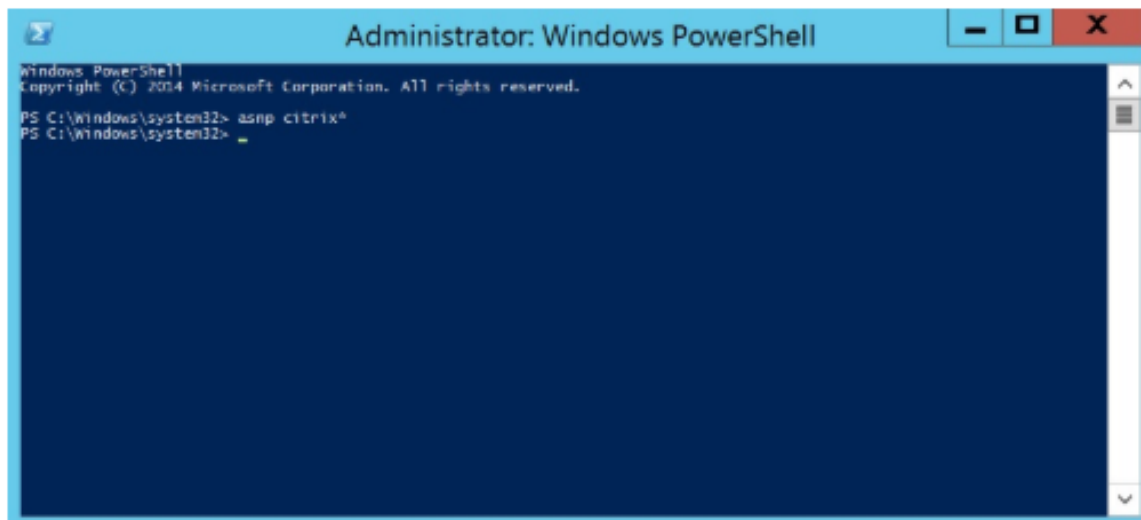 Administrator: Windows PowerShell
Windows PowerShell
Copyright (C) 2014 Microsoft Corporation. All rights reserved.
PS C:\Windows\system32> asnp citrix*
PS C:\Windows\system32> _